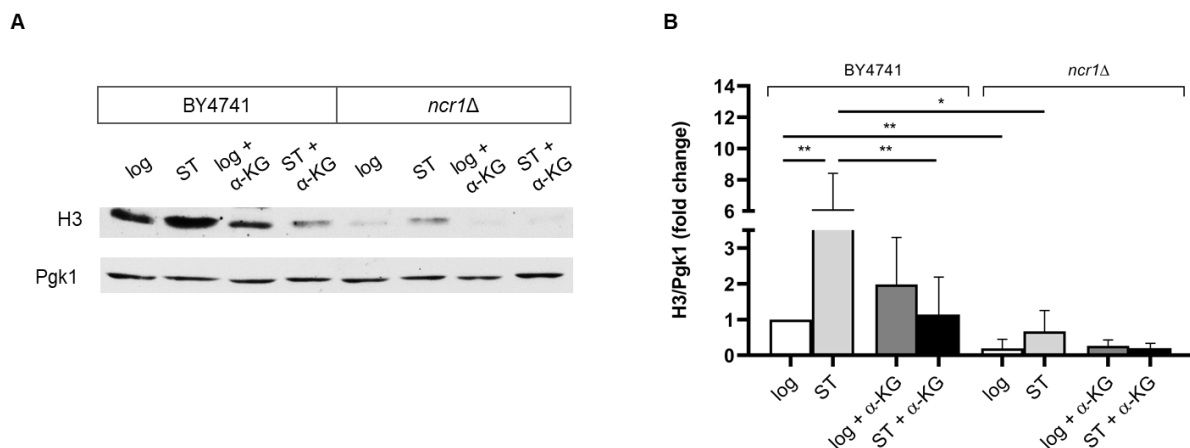 A
BY4741 ncr1Δ
log ST log + α-KG ST + α-KG log ST log + α-KG ST + α-KG
H3
Pgk1
B
BY4741 ncr1Δ
H3/Pgk1 (fold change)
14
12
10
8
6
3
2
1
0
*
**
** **
log ST log + α-KG ST + α-KG log ST log + α-KG ST + α-KG